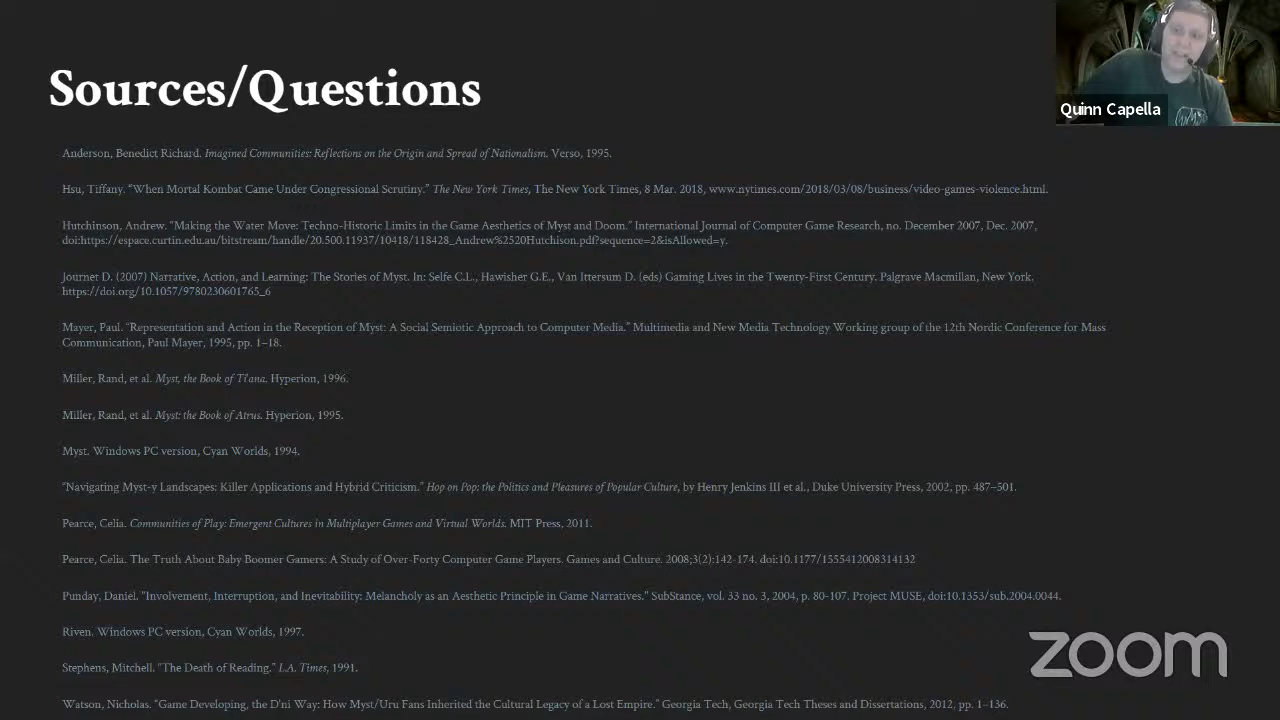 Sources/Questions
Quinn Capella
Anderson, Benedict Richard. Imagined Communities: Reflections on the Origin and Spread of Nationalism. Verso, 1995.
Hsu, Tiffany. “When Mortal Kombat Came Under Congressional Scrutiny.” The New York Times, The New York Times, 8 Mar. 2018, www.nytimes.com/2018/03/08/business/video-games-violence.html.
Hutchinson, Andrew. “Making the Water Move: Techno-Historic Limits in the Game Aesthetics of Myst and Doom.” International Journal of Computer Game Research, no. December 2007, Dec. 2007,
doi:https://espace.curtin.edu.au/bitstream/handle/20.500.11937/10418/118428_Andrew%2520Hutchison.pdf?sequence=2&isAllowed=y.
Journet D. (2007) Narrative, Action, and Learning: The Stories of Myst. In: Selfe C.L., Hawisher G.E., Van Ittersum D. (eds) Gaming Lives in the Twenty-First Century. Palgrave Macmillan, New York.
https://doi.org/10.1057/9780230601765_6
Mayer, Paul. “Representation and Action in the Reception of Myst: A Social Semiotic Approach to Computer Media.” Multimedia and New Media Technology Working group of the 12th Nordic Conference for Mass
Communication, Paul Mayer, 1995, pp. 1–18.
Miller, Rand, et al. Myst, the Book of Ti'ana. Hyperion, 1996.
Miller, Rand, et al. Myst: the Book of Atrus. Hyperion, 1995.
Myst. Windows PC version, Cyan Worlds, 1994.
“Navigating Myst-y Landscapes: Killer Applications and Hybrid Criticism.” Hop on Pop: the Politics and Pleasures of Popular Culture, by Henry Jenkins III et al., Duke University Press, 2002, pp. 487–501.
Pearce, Celia. Communities of Play: Emergent Cultures in Multiplayer Games and Virtual Worlds. MIT Press, 2011.
Pearce, Celia. The Truth About Baby Boomer Gamers: A Study of Over-Forty Computer Game Players. Games and Culture. 2008;3(2):142-174. doi:10.1177/1555412008314132
Punday, Daniel. "Involvement, Interruption, and Inevitability: Melancholy as an Aesthetic Principle in Game Narratives." SubStance, vol. 33 no. 3, 2004, p. 80-107. Project MUSE, doi:10.1353/sub.2004.0044.
Riven. Windows PC version, Cyan Worlds, 1997.
Stephens, Mitchell. “The Death of Reading.” L.A. Times, 1991.
Watson, Nicholas. “Game Developing, the D'ni Way: How Myst/Uru Fans Inherited the Cultural Legacy of a Lost Empire.” Georgia Tech, Georgia Tech Theses and Dissertations, 2012, pp. 1–136.
zoom